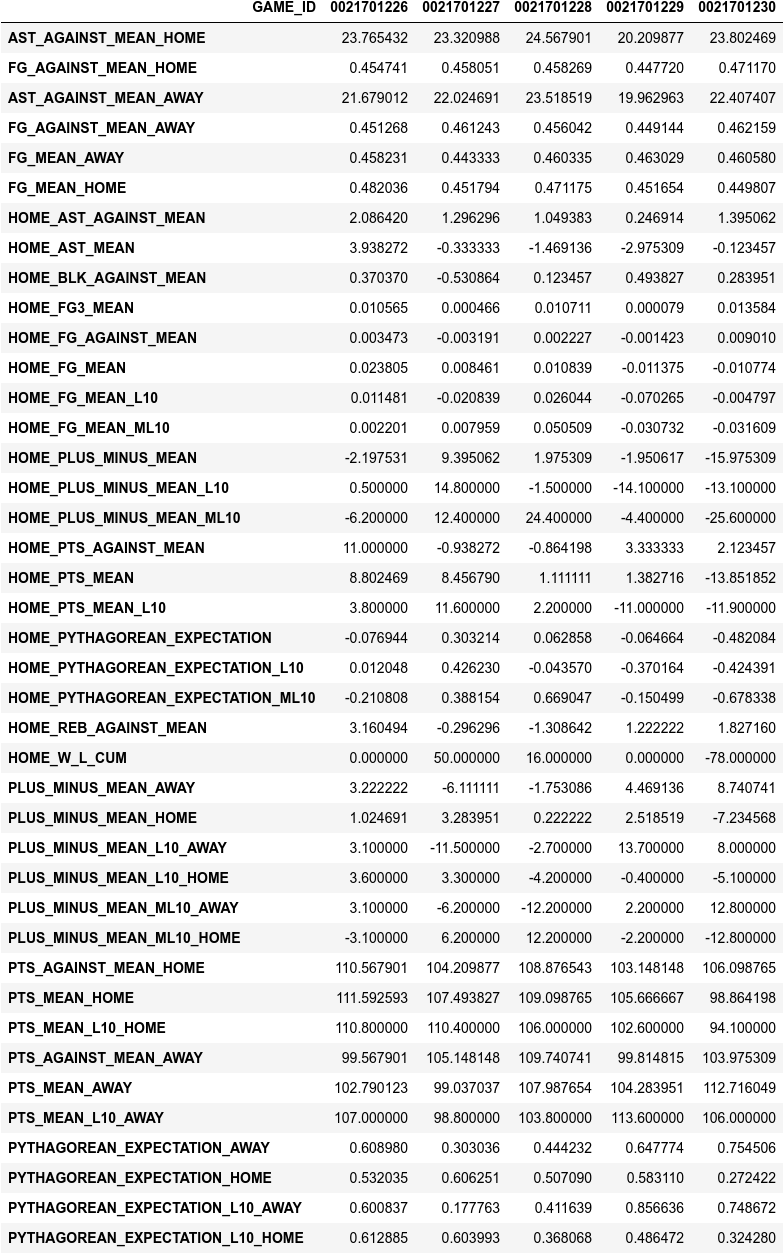 GAME_ID 0021701226 0021701227 0021701228 0021701229 0021701230
AST_AGAINST_MEAN_HOME 23.765432 23.320988 24.567901 20.209877 23.802469
FG_AGAINST_MEAN_HOME 0.454741 0.458051 0.458269 0.447720 0.471170
AST_AGAINST_MEAN_AWAY 21.679012 22.024691 23.518519 19.962963 22.407407
FG_AGAINST_MEAN_AWAY 0.451268 0.461243 0.456042 0.449144 0.462159
FG_MEAN_AWAY 0.458231 0.443333 0.460335 0.463029 0.460580
FG_MEAN_HOME 0.482036 0.451794 0.471175 0.451654 0.449807
HOME_AST_AGAINST_MEAN 2.086420 1.296296 1.049383 0.246914 1.395062
HOME_AST_MEAN 3.938272 -0.333333 -1.469136 -2.975309 -0.123457
HOME_BLK_AGAINST_MEAN 0.370370 -0.530864 0.123457 0.493827 0.283951
HOME_FG3_MEAN 0.010565 0.000466 0.010711 0.000079 0.013584
HOME_FG_AGAINST_MEAN 0.003473 -0.003191 0.002227 -0.001423 0.009010
HOME_FG_MEAN 0.023805 0.008461 0.010839 -0.011375 -0.010774
HOME_FG_MEAN_L10 0.011481 -0.020839 0.026044 -0.070265 -0.004797
HOME_FG_MEAN_ML10 0.002201 0.007959 0.050509 -0.030732 -0.031609
HOME_PLUS_MINUS_MEAN -2.197531 9.395062 1.975309 -1.950617 -15.975309
HOME_PLUS_MINUS_MEAN_L10 0.500000 14.800000 -1.500000 -14.100000 -13.100000
HOME_PLUS_MINUS_MEAN_ML10 -6.200000 12.400000 24.400000 -4.400000 -25.600000
HOME_PTS_AGAINST_MEAN 11.000000 -0.938272 -0.864198 3.333333 2.123457
HOME_PTS_MEAN 8.802469 8.456790 1.111111 1.382716 -13.851852
HOME_PTS_MEAN_L10 3.800000 11.600000 2.200000 -11.000000 -11.900000
HOME_PYTHAGOREAN_EXPECTATION -0.076944 0.303214 0.062858 -0.064664 -0.482084
HOME_PYTHAGOREAN_EXPECTATION_L10 0.012048 0.426230 -0.043570 -0.370164 -0.424391
HOME_PYTHAGOREAN_EXPECTATION_ML10 -0.210808 0.388154 0.669047 -0.150499 -0.678338
HOME_REB_AGAINST_MEAN 3.160494 -0.296296 -1.308642 1.222222 1.827160
HOME_W_L_CUM 0.000000 50.000000 16.000000 0.000000 -78.000000
PLUS_MINUS_MEAN_AWAY 3.222222 -6.111111 -1.753086 4.469136 8.740741
PLUS_MINUS_MEAN_HOME 1.024691 3.283951 0.222222 2.518519 -7.234568
PLUS_MINUS_MEAN_L10_AWAY 3.100000 -11.500000 -2.700000 13.700000 8.000000
PLUS_MINUS_MEAN_L10_HOME 3.600000 3.300000 -4.200000 -0.400000 -5.100000
PLUS_MINUS_MEAN_ML10_AWAY 3.100000 -6.200000 -12.200000 2.200000 12.800000
PLUS_MINUS_MEAN_ML10_HOME -3.100000 6.200000 12.200000 -2.200000 -12.800000
PTS_AGAINST_MEAN_HOME 110.567901 104.209877 108.876543 103.148148 106.098765
PTS_MEAN_HOME 111.592593 107.493827 109.098765 105.666667 98.864198
PTS_MEAN_L10_HOME 110.800000 110.400000 106.000000 102.600000 94.100000
PTS_AGAINST_MEAN_AWAY 99.567901 105.148148 109.740741 99.814815 103.975309
PTS_MEAN_AWAY 102.790123 99.037037 107.987654 104.283951 112.716049
PTS_MEAN_L10_AWAY 107.000000 98.800000 103.800000 113.600000 106.000000
PYTHAGOREAN_EXPECTATION_AWAY 0.608980 0.303036 0.444232 0.647774 0.754506
PYTHAGOREAN_EXPECTATION_HOME 0.532035 0.606251 0.507090 0.583110 0.272422
PYTHAGOREAN_EXPECTATION_L10_AWAY 0.600837 0.177763 0.411639 0.856636 0.748672
PYTHAGOREAN_EXPECTATION_L10_HOME 0.612885 0.603993 0.368068 0.486472 0.324280